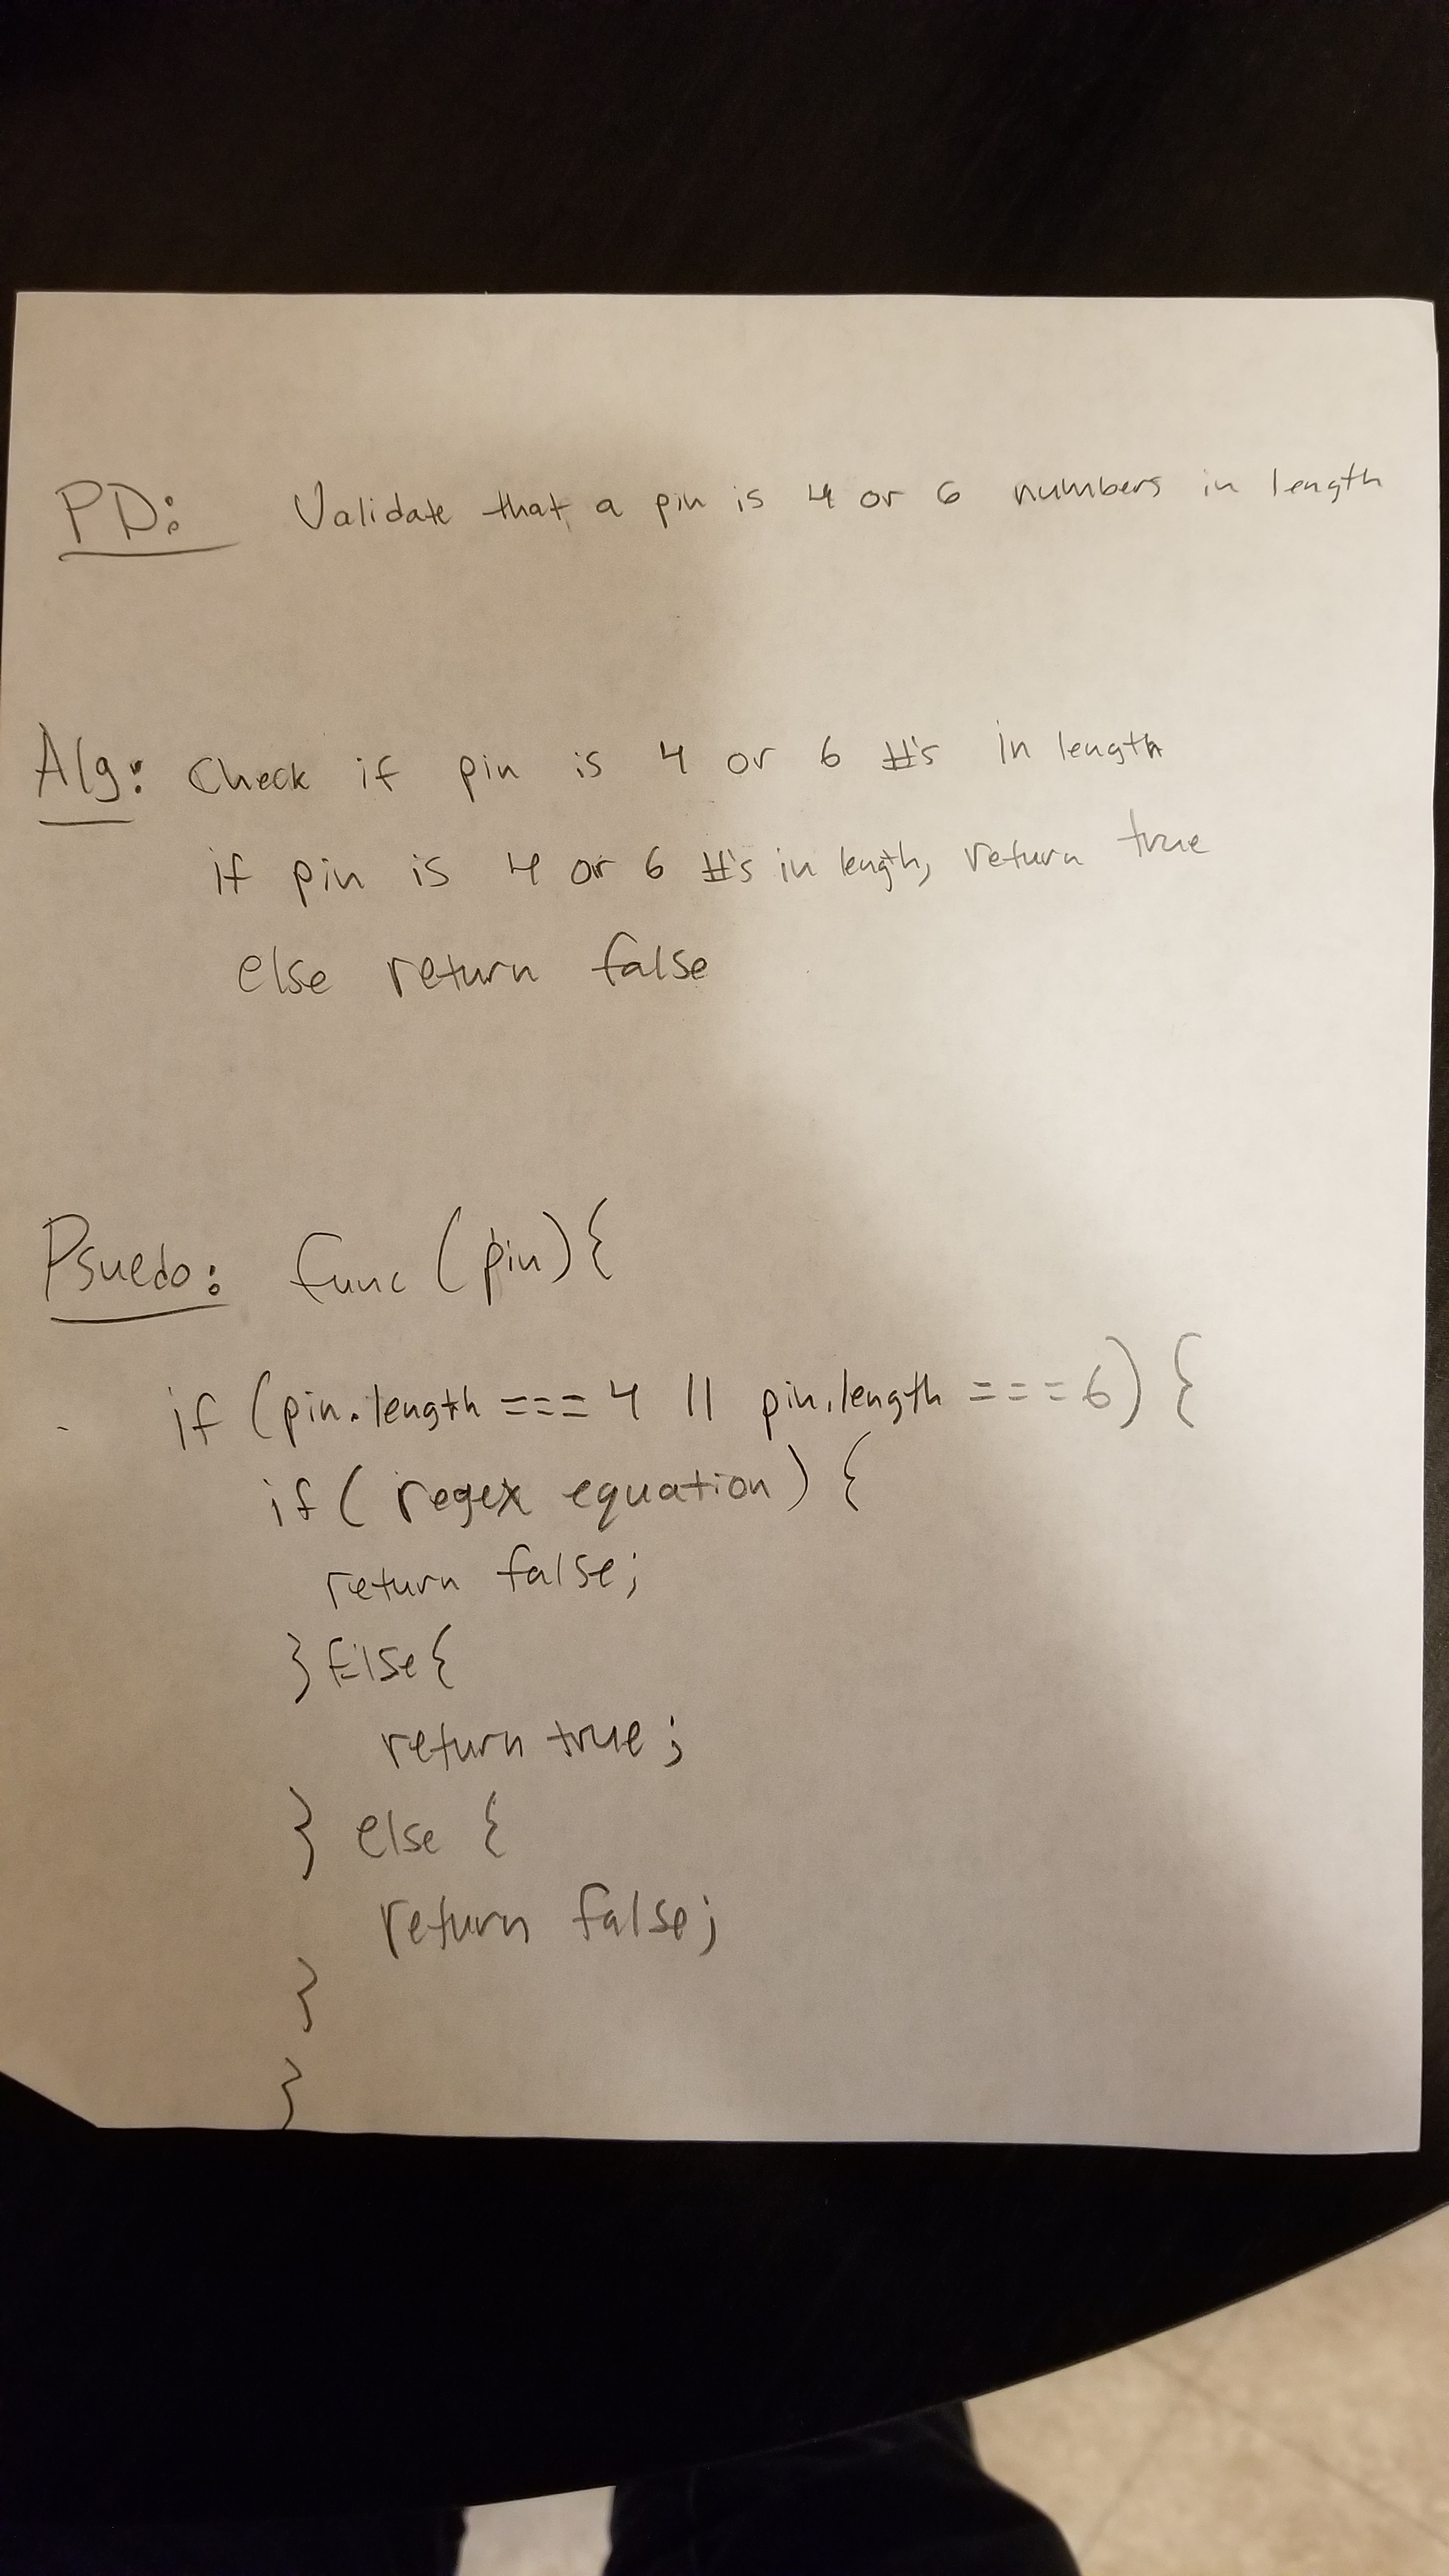 PD: Validate that a pin is 4 or 6 numbers in length
Alg: Check if pin is 4 or 6 #'s in length
if pin is 4 or 6 #'s in length, return true
else return false
Psuedo: func (pin){
if (pin.length === 4 || pin.length === 6) {
if ( regex equation) {
return false;
} Else {
return true;
} else {
return false;
}
}